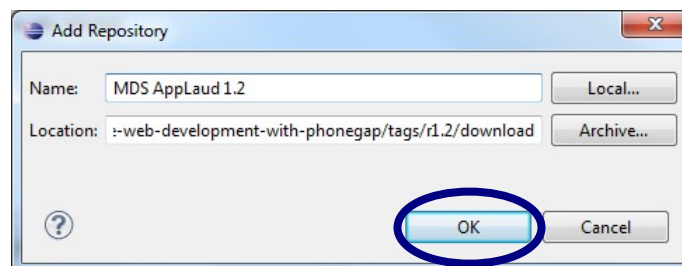 Add Repository
Name: MDS AppLaud 1.2 Local...
Location: :-web-development-with-phonegap/tags/r1.2/download Archive...
? OK Cancel